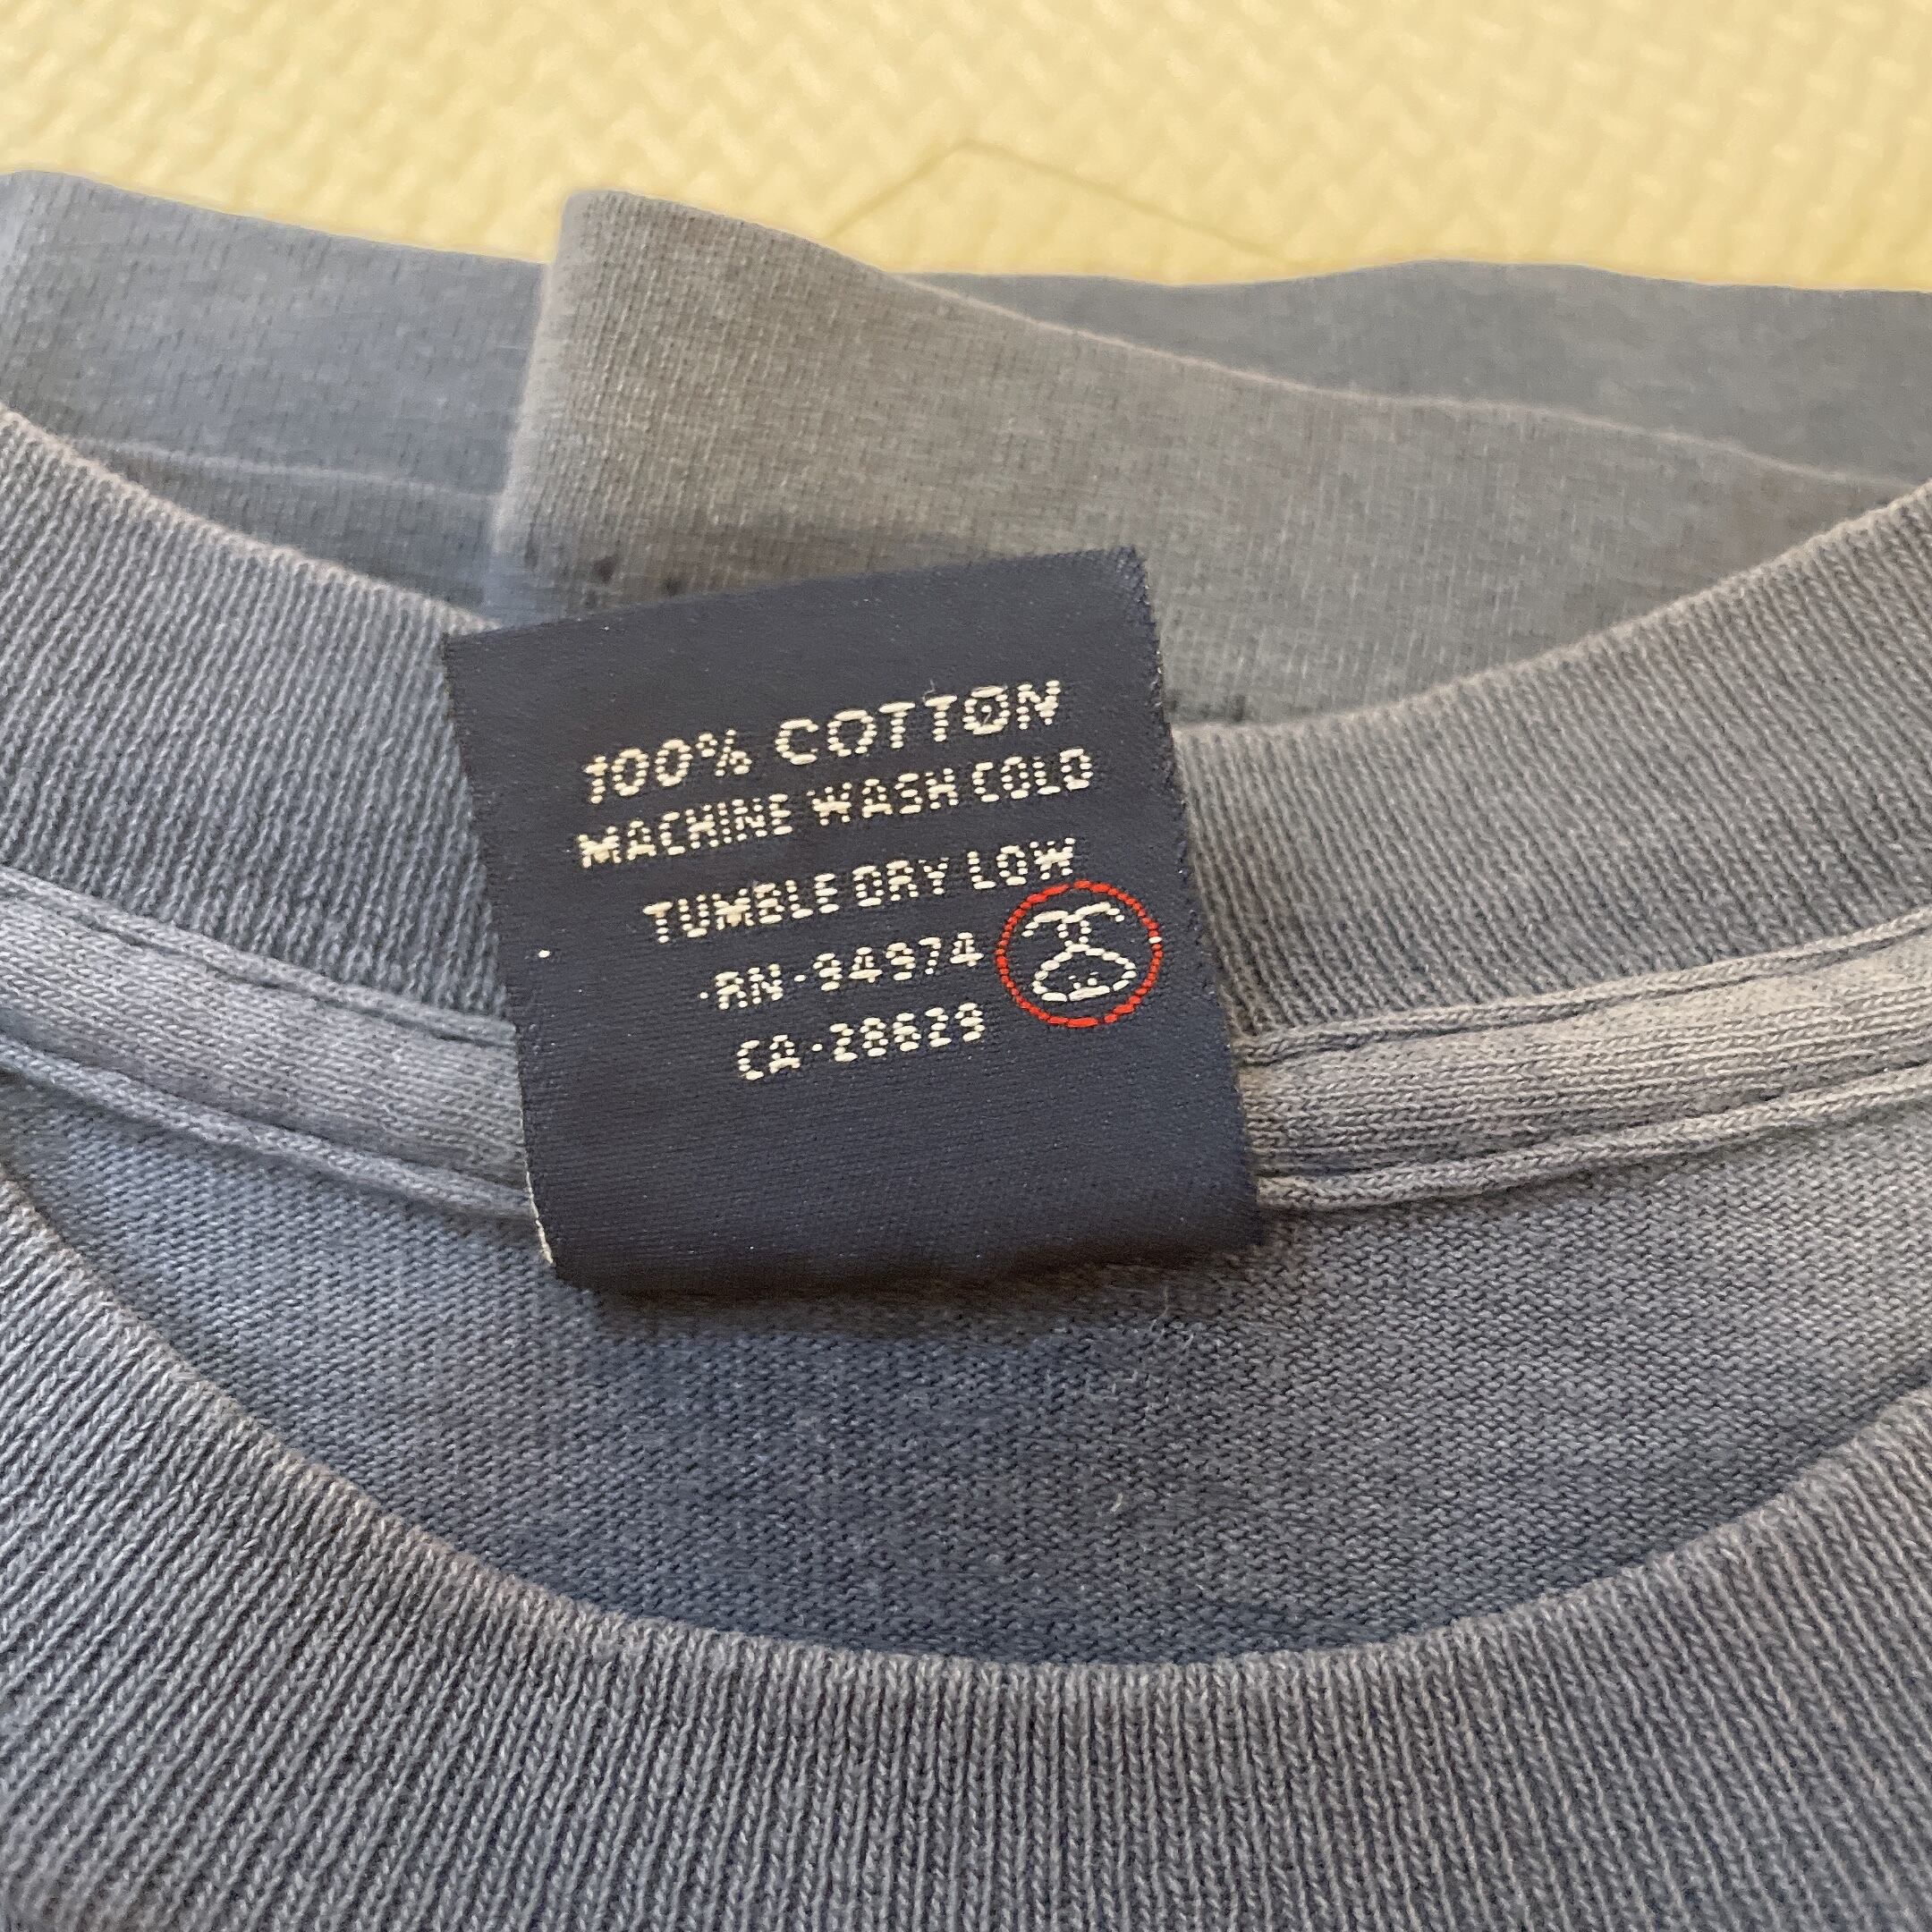 100% COTTON
MACHINE WASH COLD
TUMBLE DRY LOW
·RN·94974
CA·28629